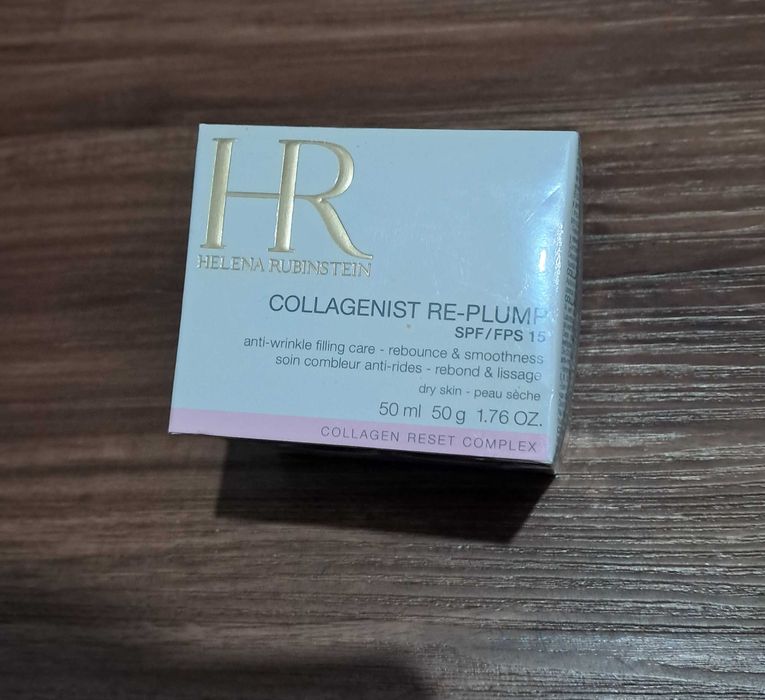 HR
HELENA RUBINSTEIN
COLLAGENIST RE-PLUMP
SPF/FPS 15
anti-wrinkle filling care - rebounce & smoothness
soin combleur anti-rides - rebond & lissage
dry skin - peau sèche
50 ml 50 g 1.76 OZ.
COLLAGEN RESET COMPLEX